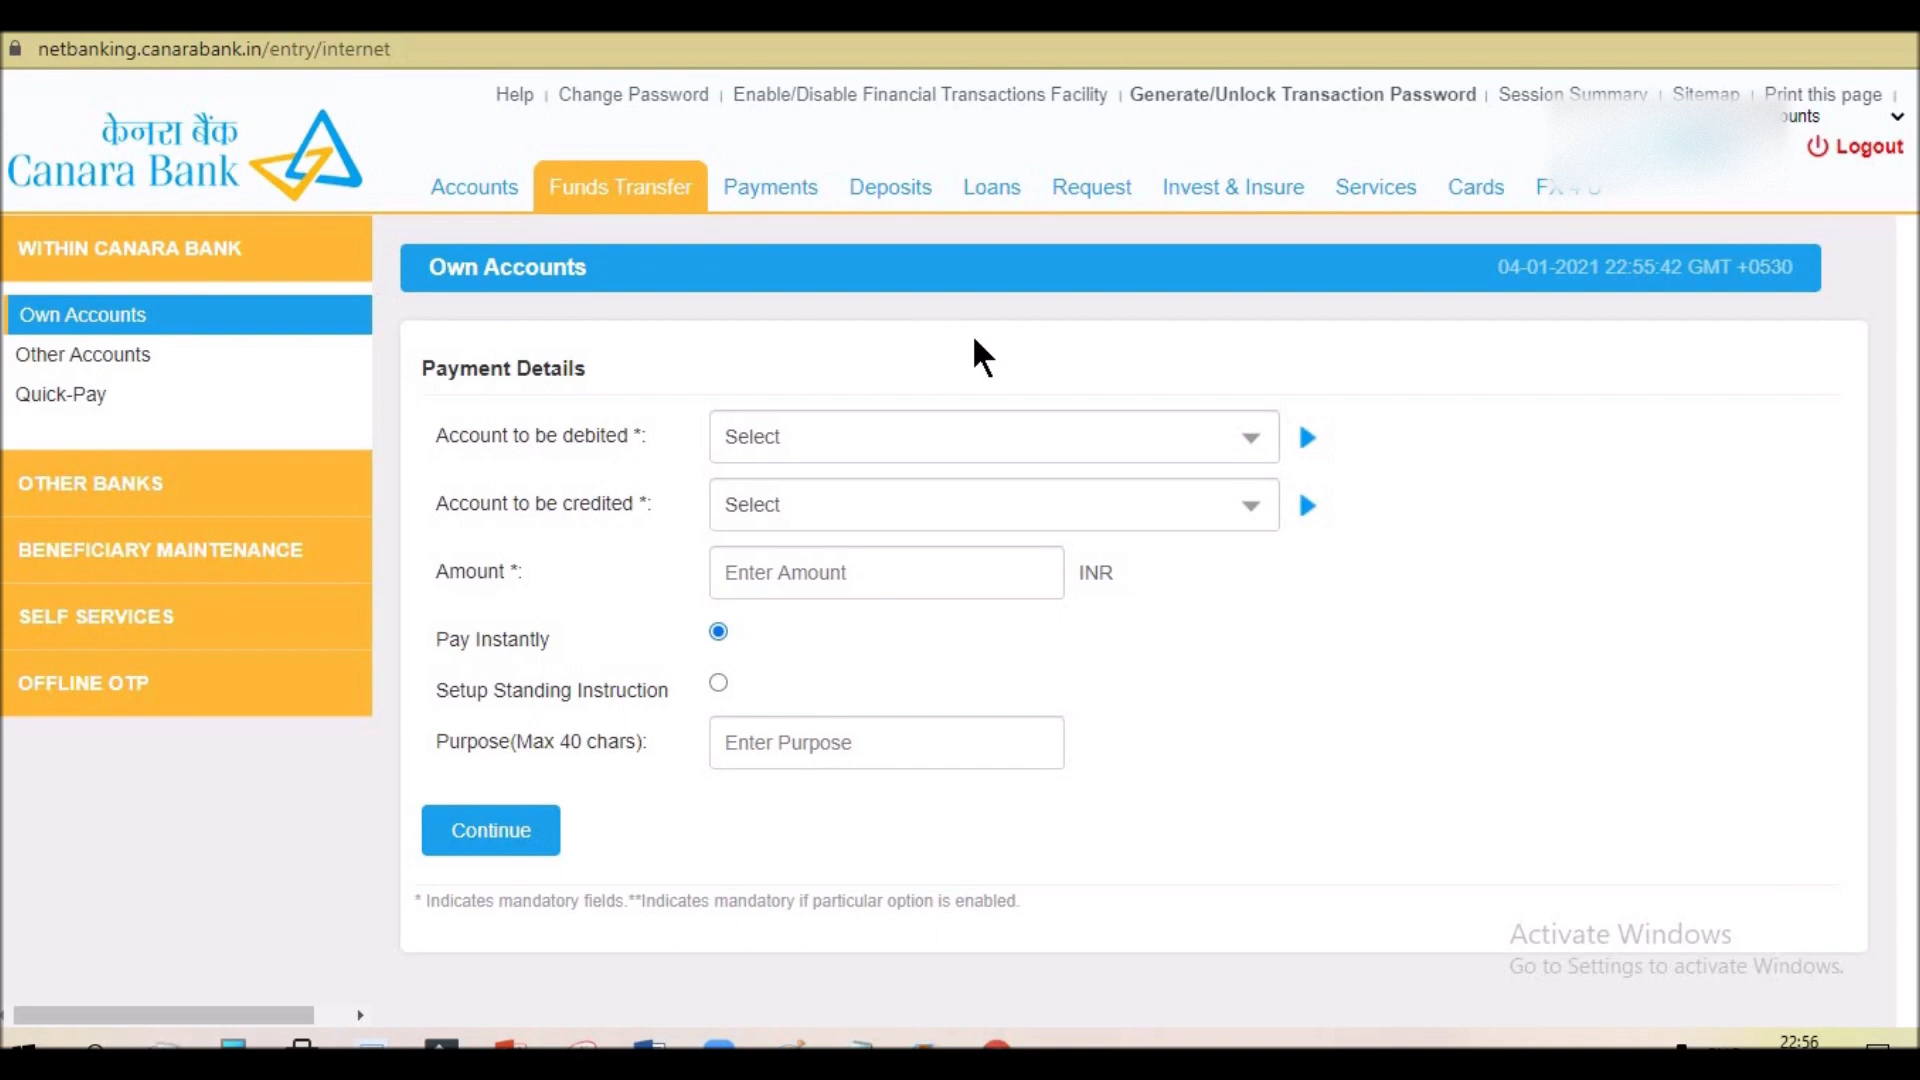 netbanking.canarabank.in/entry/internet
Help | Change Password | Enable/Disable Financial Transactions Facility | Generate/Unlock Transaction Password | Session Summary | Sitemap | Print this page |
ounts
Logout
केनरा बैंक
Canara Bank
Accounts Funds Transfer Payments Deposits Loans Request Invest & Insure Services Cards
WITHIN CANARA BANK
Own Accounts
Other Accounts
Quick-Pay
OTHER BANKS
BENEFICIARY MAINTENANCE
SELF SERVICES
OFFLINE OTP
Own Accounts 04-01-2021 22:55:42 GMT +0530
Payment Details
Account to be debited *: Select
Account to be credited *: Select
Amount *: Enter Amount INR
Pay Instantly
Setup Standing Instruction
Purpose(Max 40 chars): Enter Purpose
Continue
* Indicates mandatory fields.**Indicates mandatory if particular option is enabled.
Activate Windows
Go to Settings to activate Windows.
22:56